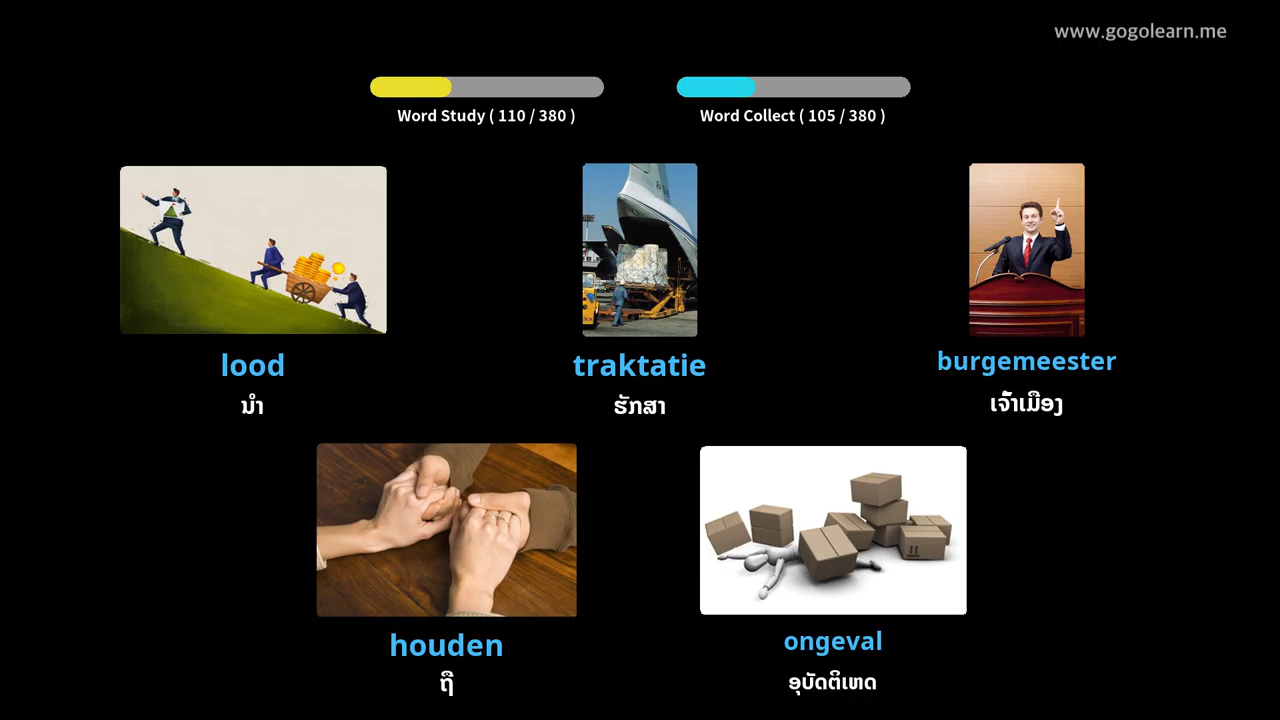 www.gogolearn.me
Word Study ( 110 / 380 )
Word Collect ( 105 / 380 )
lood
ນຳ
traktatie
ຮັກສາ
burgemeester
ເຈົ້າເມືອງ
houden
ຖື
ongeval
ອຸບັດຕິເຫດ